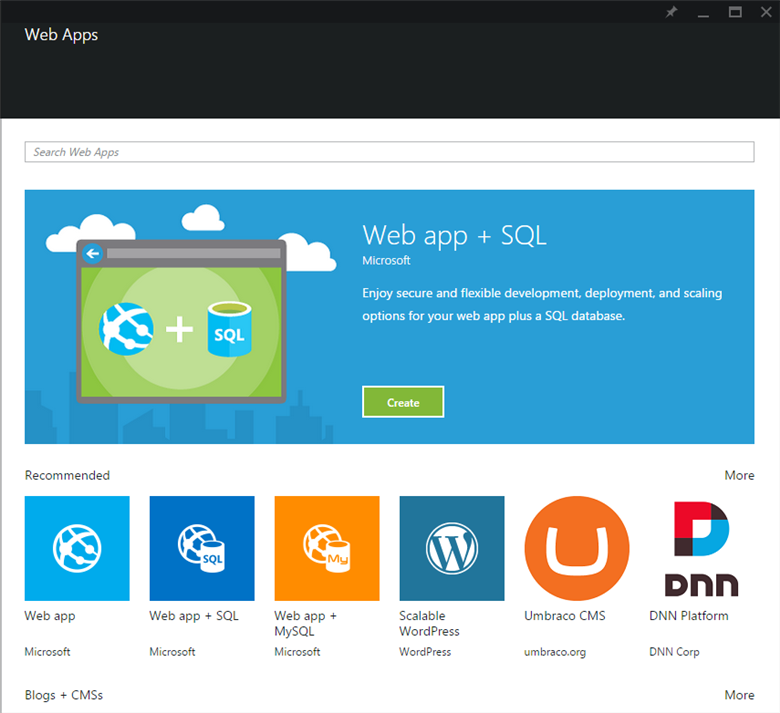 Web Apps
Search Web Apps
Web app + SQL
Microsoft
Enjoy secure and flexible development, deployment, and scaling
options for your web app plus a SQL database.
SQL
Create
Recommended More
SQL
My
DNN
Web app Web app + SQL Web app + Scalable Umbraco CMS DNN Platform
MySQL WordPress
Microsoft Microsoft Microsoft WordPress umbraco.org DNN Corp
Blogs + CMSs More